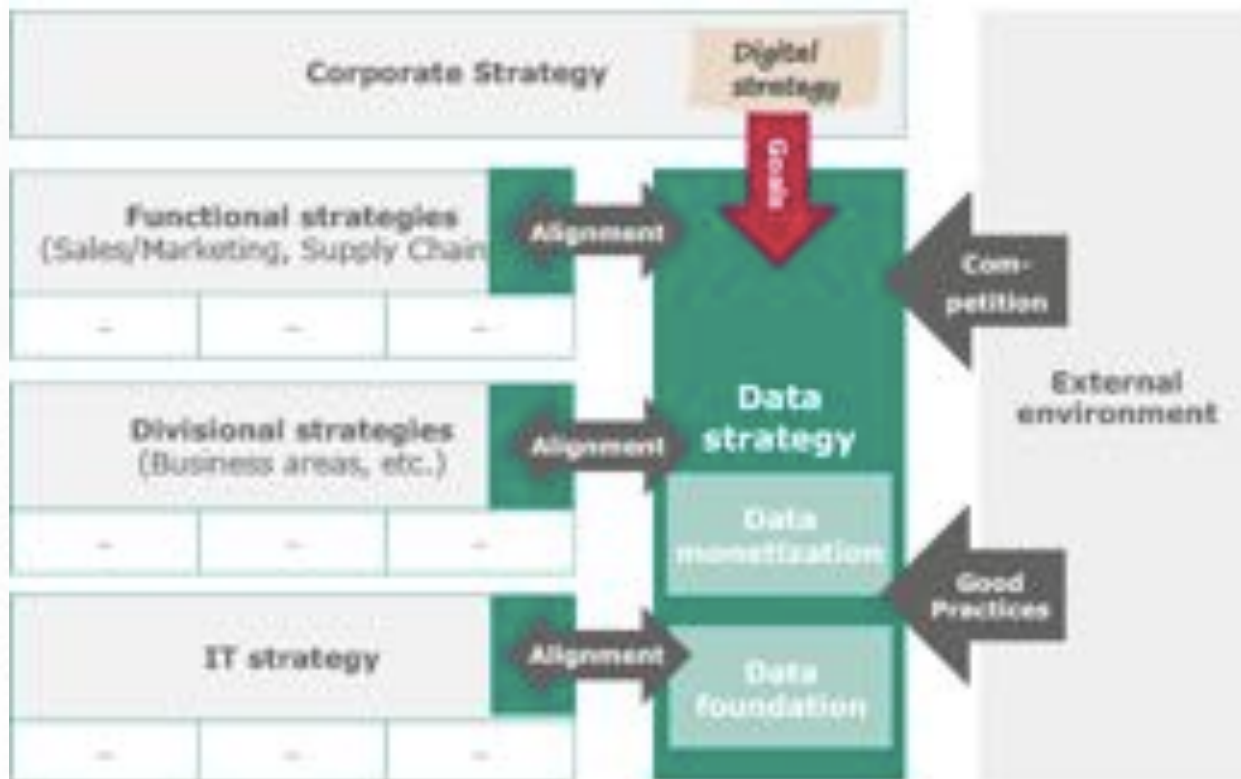 Corporate Strategy
Digital
strategy
Goals
Functional strategies
(Sales/Marketing, Supply Chain
Alignment
–
–
–
Com-
petition
Divisional strategies
(Business areas, etc.)
Alignment
–
–
–
Data
strategy
External
environment
Data
monetization
Good
Practices
IT strategy
Alignment
–
–
–
Data
foundation